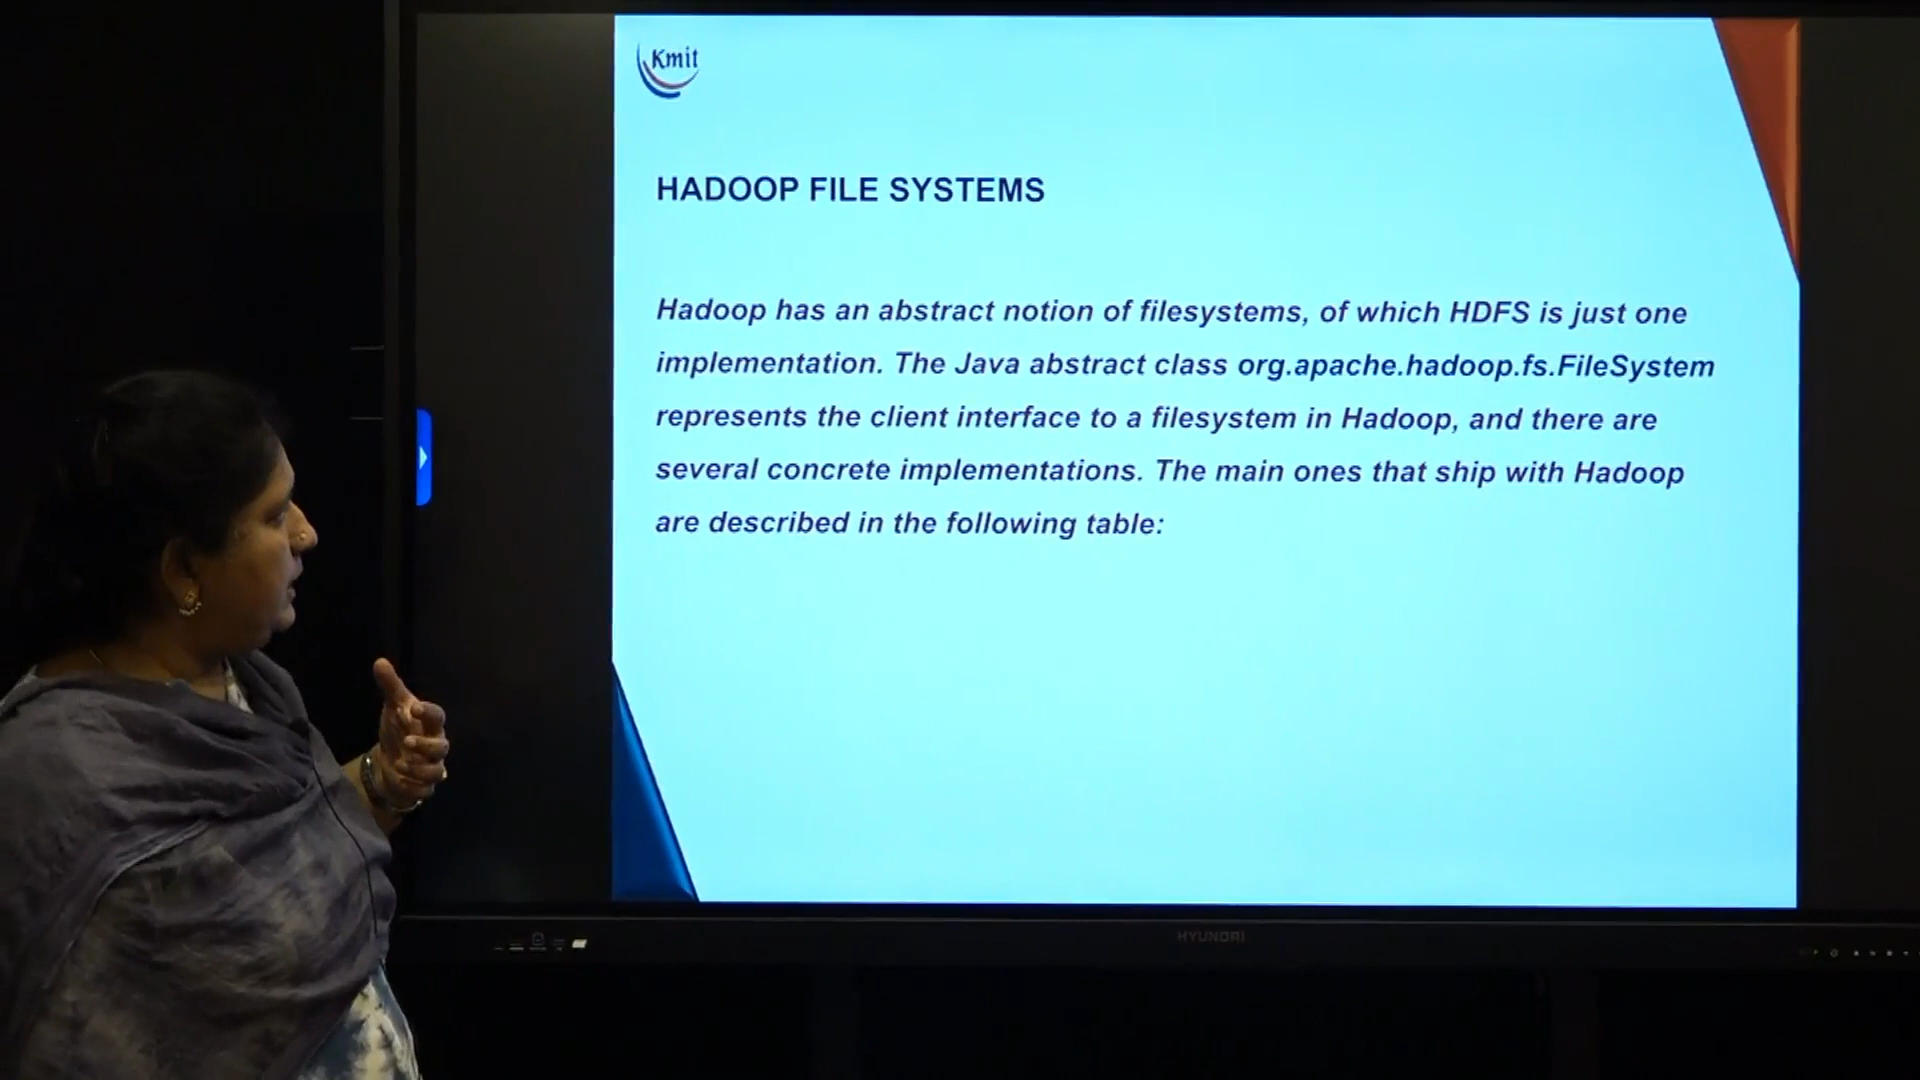 Kmit
HADOOP FILE SYSTEMS
Hadoop has an abstract notion of filesystems, of which HDFS is just one
implementation. The Java abstract class org.apache.hadoop.fs.FileSystem
represents the client interface to a filesystem in Hadoop, and there are
several concrete implementations. The main ones that ship with Hadoop
are described in the following table:
HYUNDAI